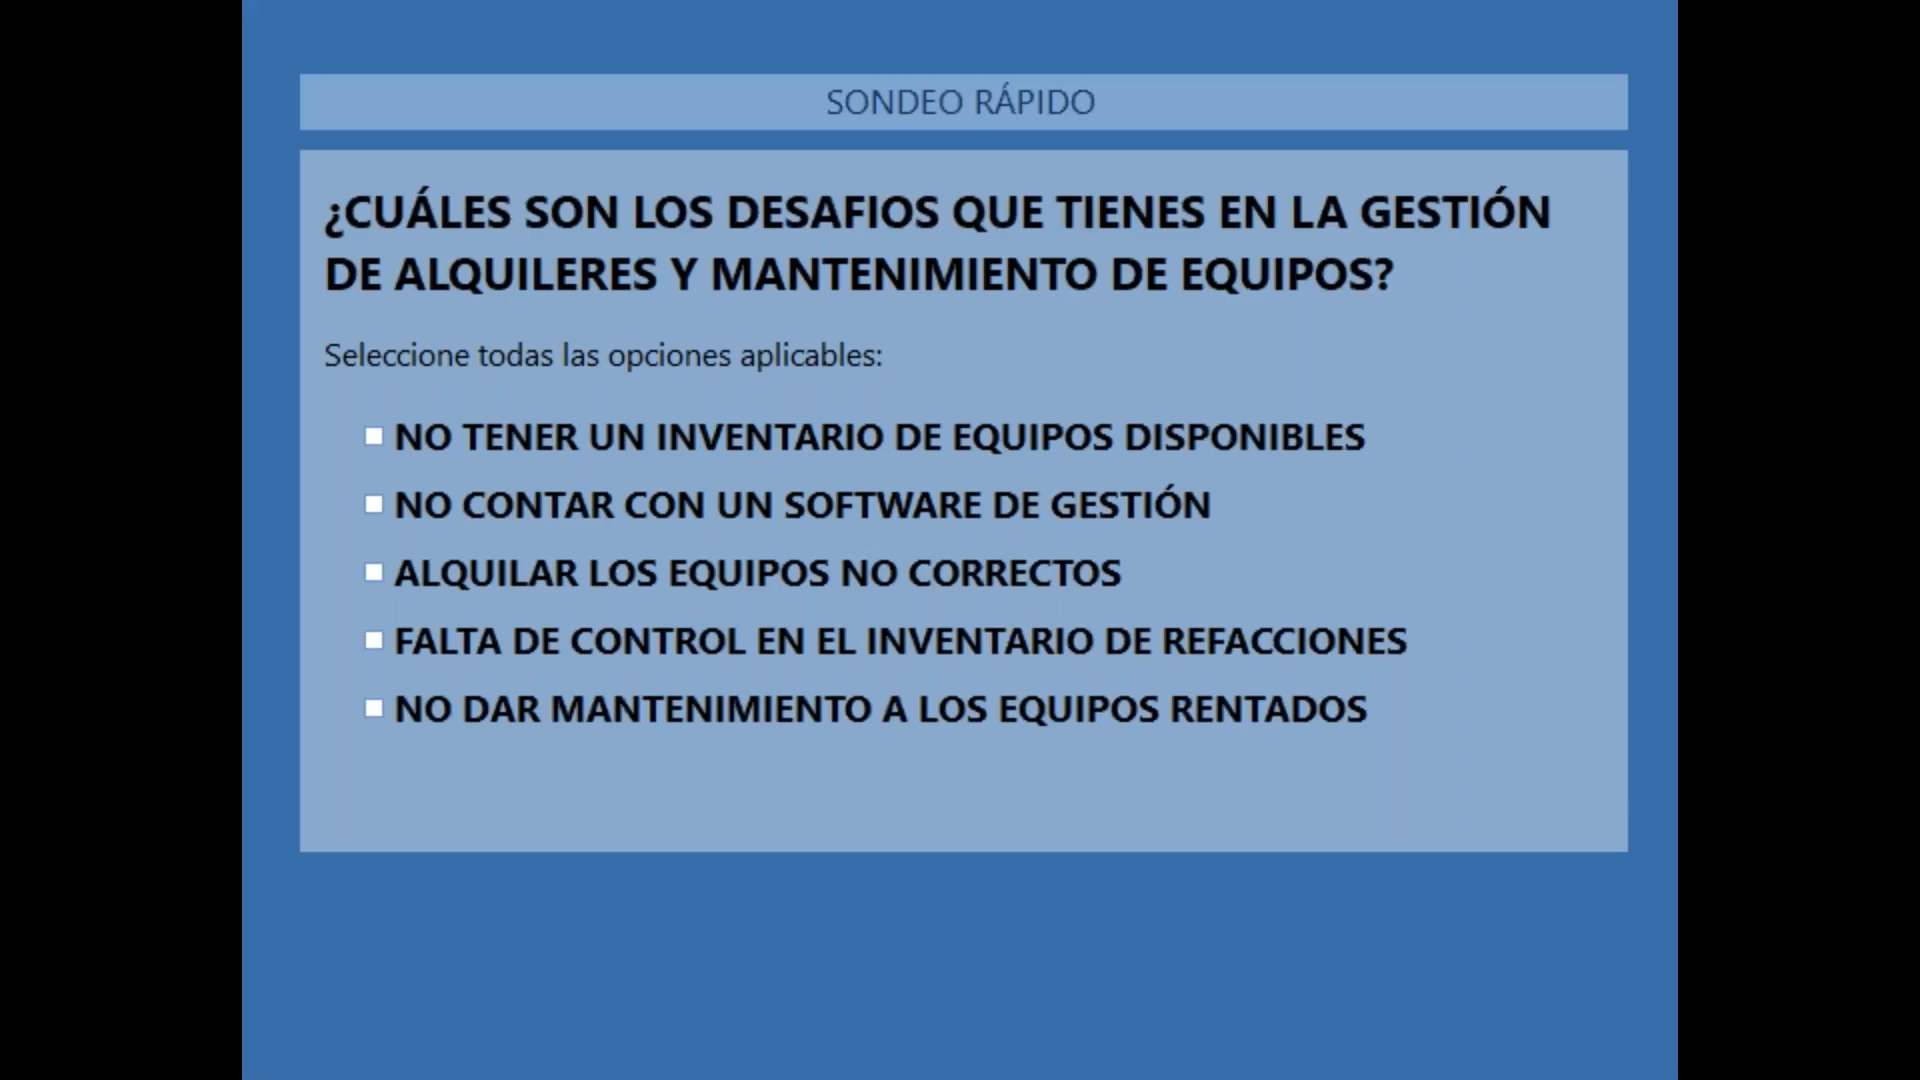 SONDEO RÁPIDO
¿CUÁLES SON LOS DESAFIOS QUE TIENES EN LA GESTIÓN
DE ALQUILERES Y MANTENIMIENTO DE EQUIPOS?
Seleccione todas las opciones aplicables:
NO TENER UN INVENTARIO DE EQUIPOS DISPONIBLES
NO CONTAR CON UN SOFTWARE DE GESTIÓN
ALQUILAR LOS EQUIPOS NO CORRECTOS
FALTA DE CONTROL EN EL INVENTARIO DE REFACCIONES
NO DAR MANTENIMIENTO A LOS EQUIPOS RENTADOS